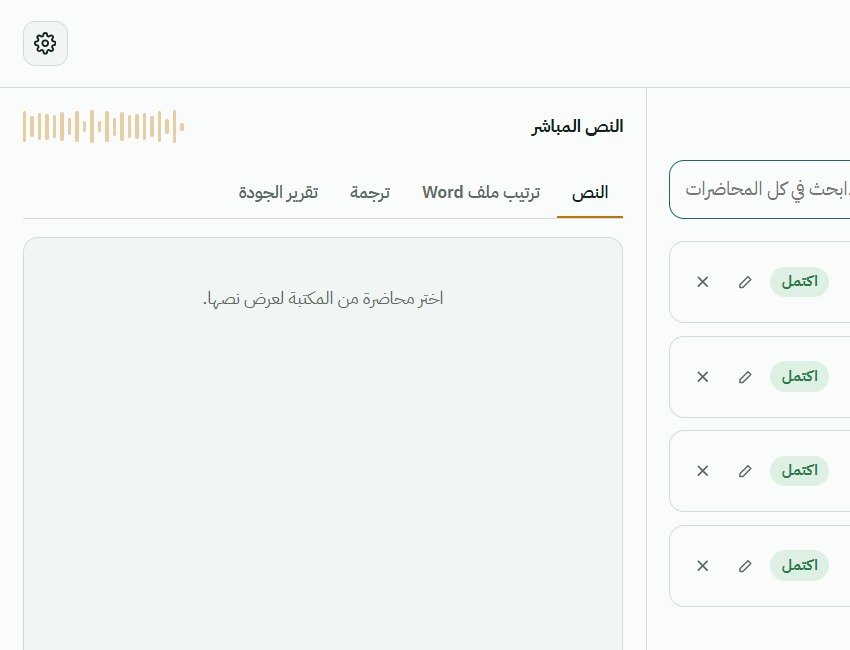 النص المباشر
النص
ترتيب ملف Word
ترجمة
تقرير الجودة
اختر محاضرة من المكتبة لعرض نصها.
ابحث في كل المحاضرات
اكتمل
اكتمل
اكتمل
اكتمل